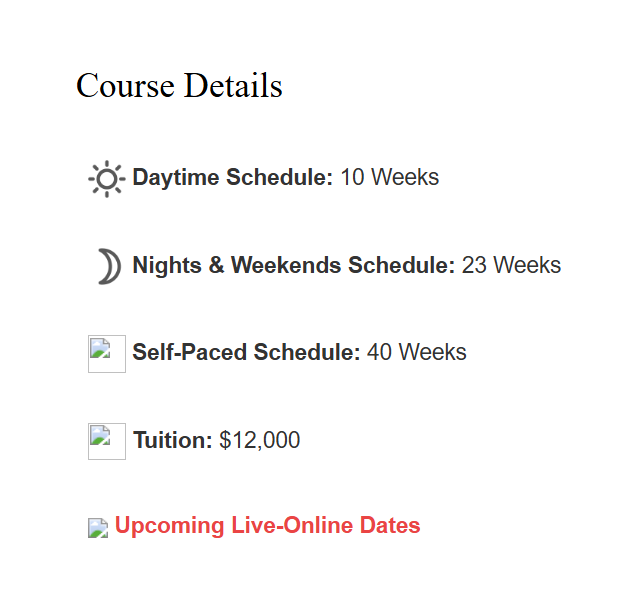 Course Details
Daytime Schedule: 10 Weeks
Nights & Weekends Schedule: 23 Weeks
Self-Paced Schedule: 40 Weeks
Tuition: $12,000
Upcoming Live-Online Dates